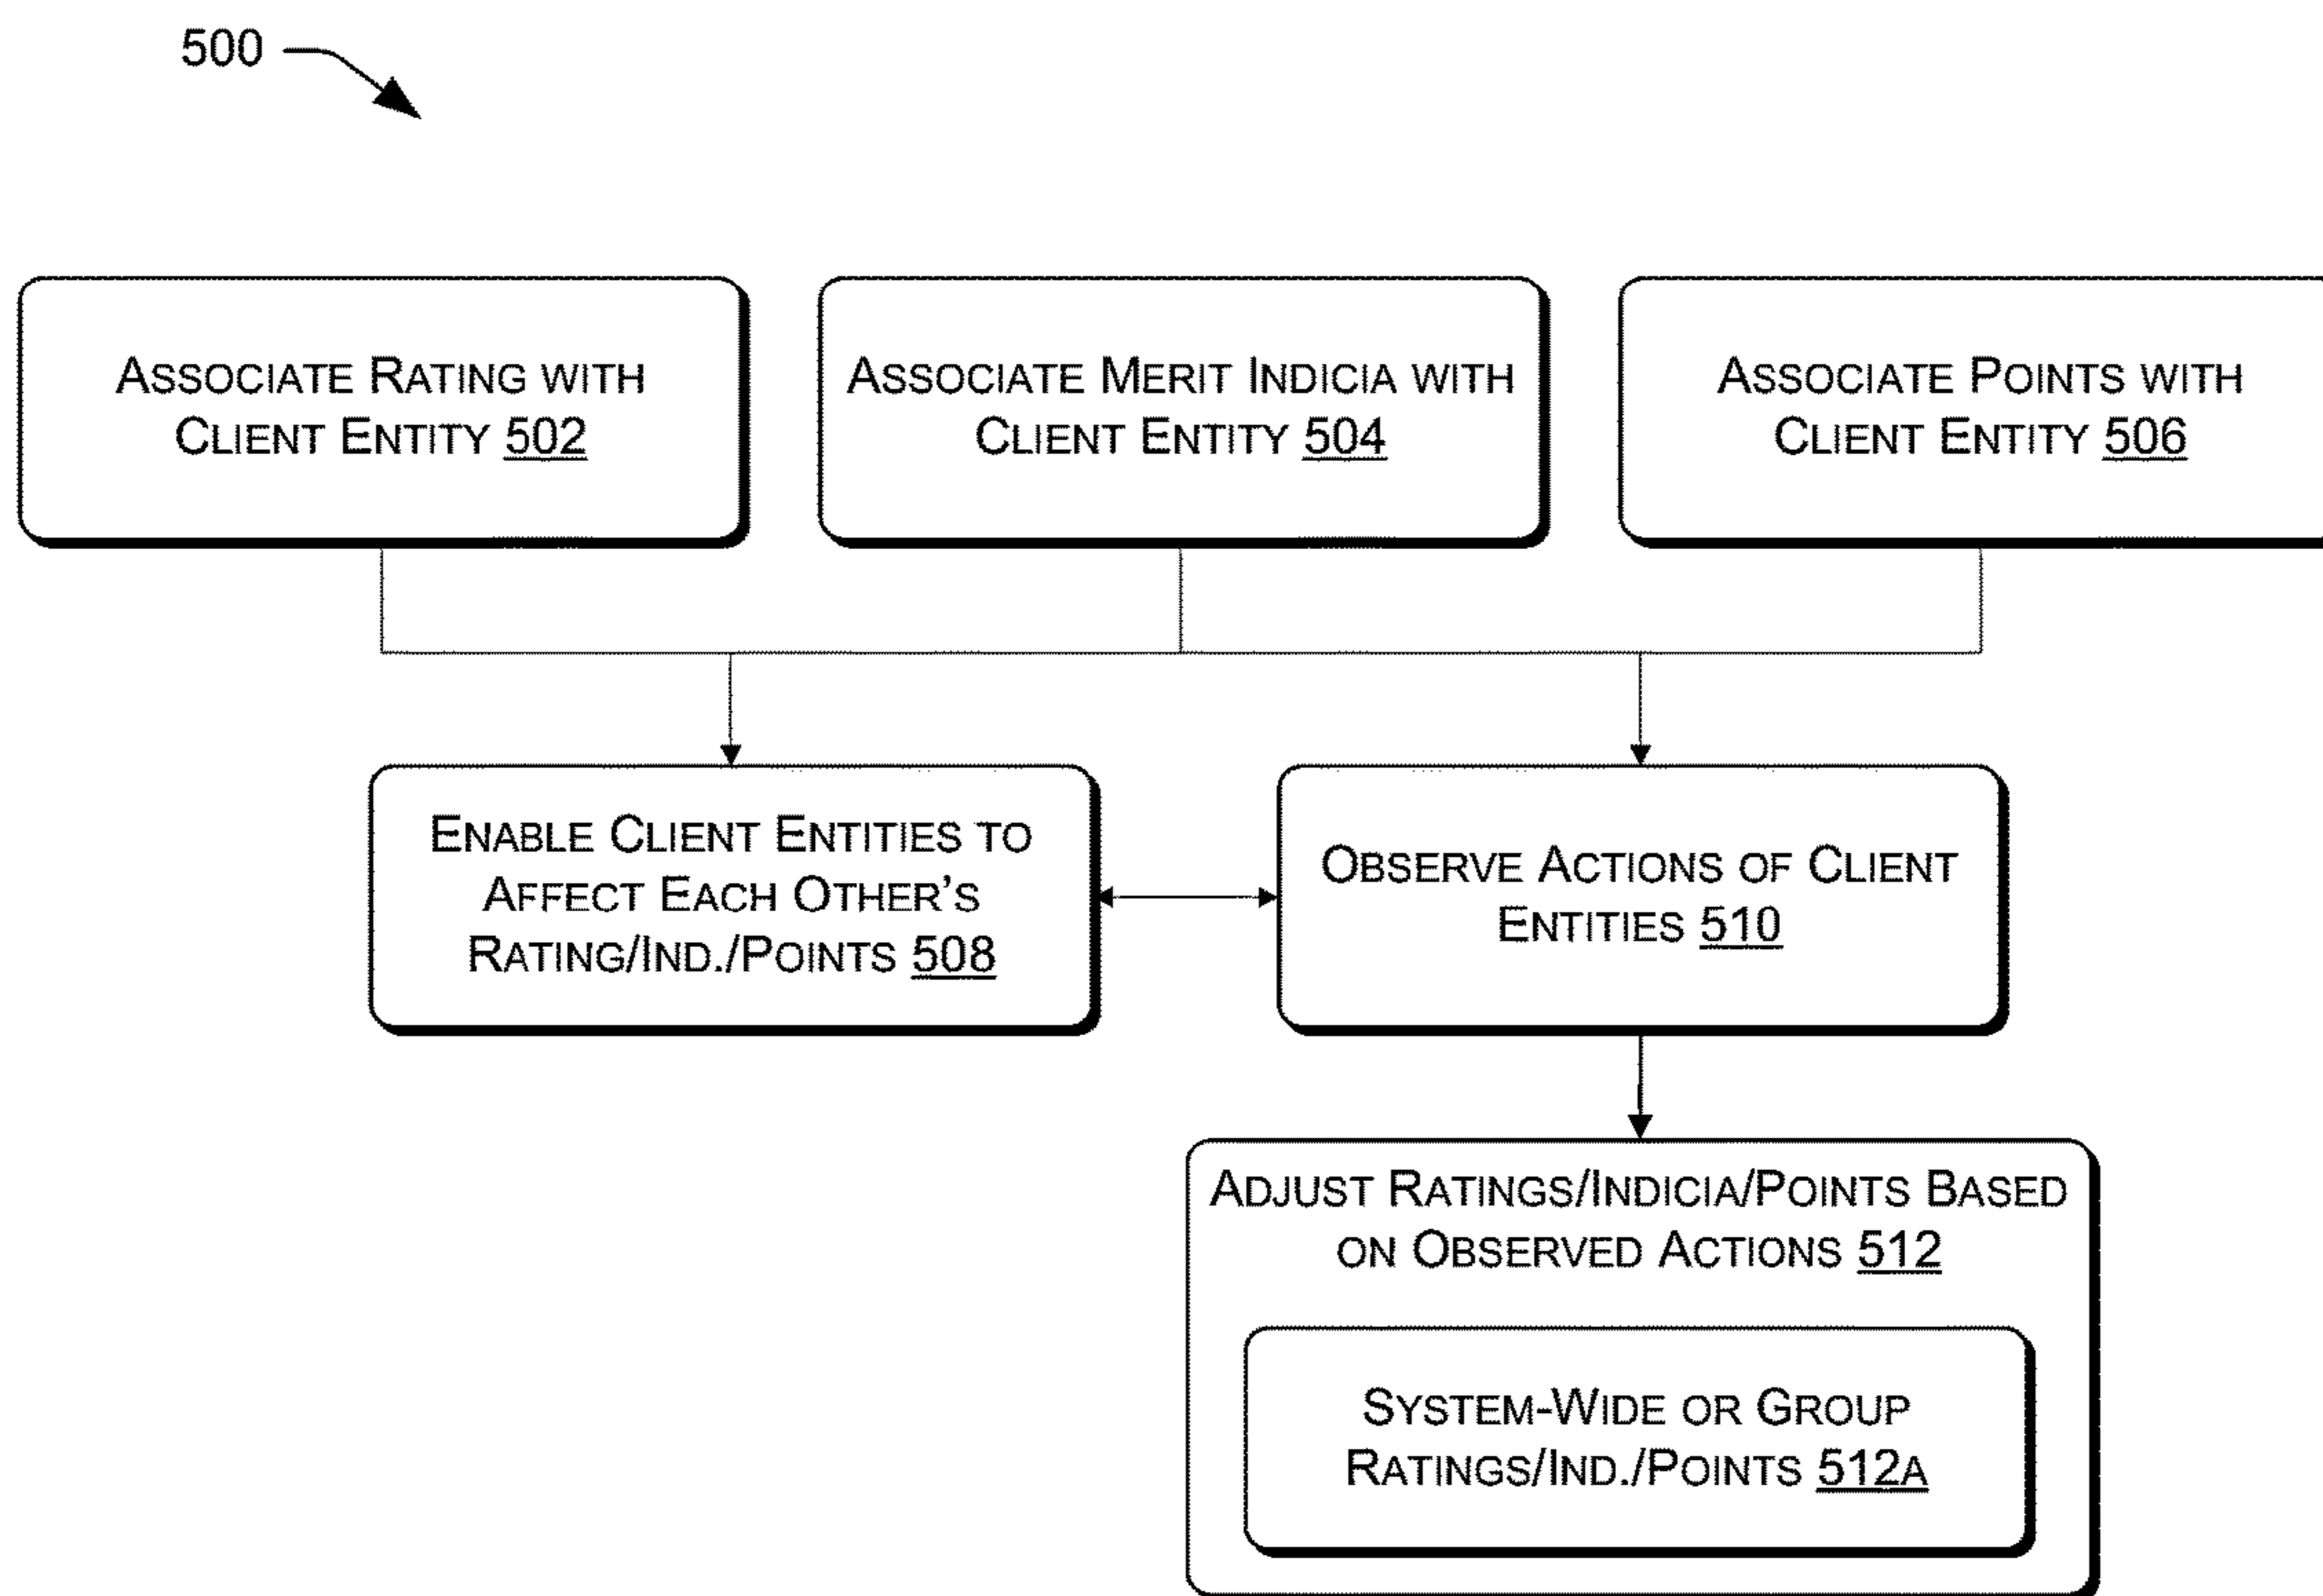 500
ASSOCIATE RATING WITH
CLIENT ENTITY 502
ASSOCIATE MERIT INDICIA WITH
CLIENT ENTITY 504
ASSOCIATE POINTS WITH
CLIENT ENTITY 506
ENABLE CLIENT ENTITIES TO
AFFECT EACH OTHER'S
RATING/IND./POINTS 508
OBSERVE ACTIONS OF CLIENT
ENTITIES 510
ADJUST RATINGS/INDICIA/POINTS BASED
ON OBSERVED ACTIONS 512
SYSTEM-WIDE OR GROUP
RATINGS/IND./POINTS 512A